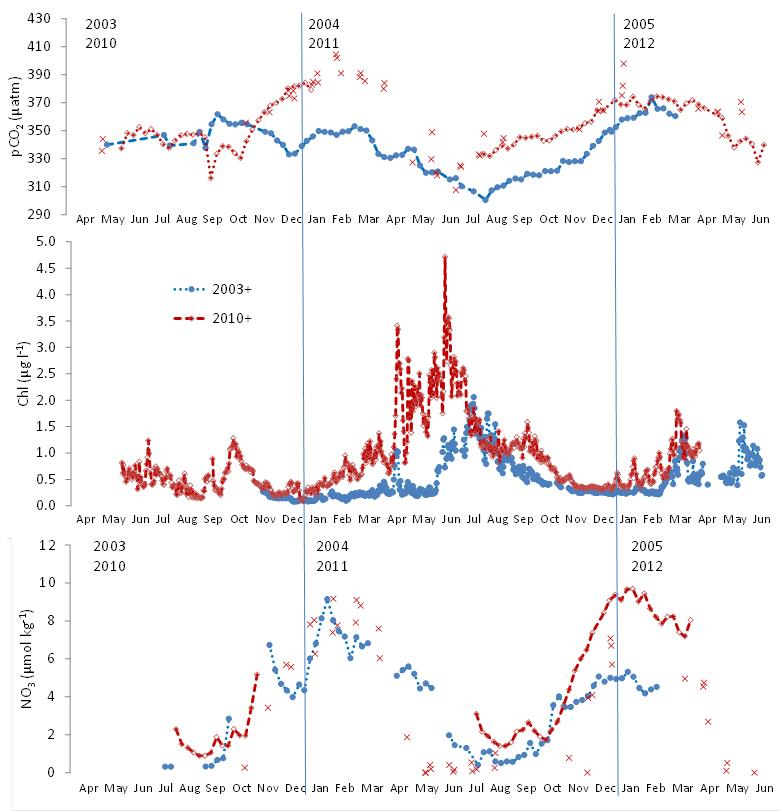 2003 2004 2005
2010 2011 2012
430
410
390
370
350
330
310
290
pCO₂ (µatm)
Apr May Jun Jul Aug Sep Oct Nov Dec Jan Feb Mar Apr May Jun Jul Aug Sep Oct Nov Dec Jan Feb Mar Apr May Jun
5.0
4.5
4.0
3.5
3.0
2.5
2.0
1.5
1.0
0.5
0.0
Chl (µg l⁻¹)
2003+
2010+
Apr May Jun Jul Aug Sep Oct Nov Dec Jan Feb Mar Apr May Jun Jul Aug Sep Oct Nov Dec Jan Feb Mar Apr May Jun
2003 2004 2005
2010 2011 2012
12
10
8
6
4
2
0
NO₃ (µmol kg⁻¹)
Apr May Jun Jul Aug Sep Oct Nov Dec Jan Feb Mar Apr May Jun Jul Aug Sep Oct Nov Dec Jan Feb Mar Apr May Jun